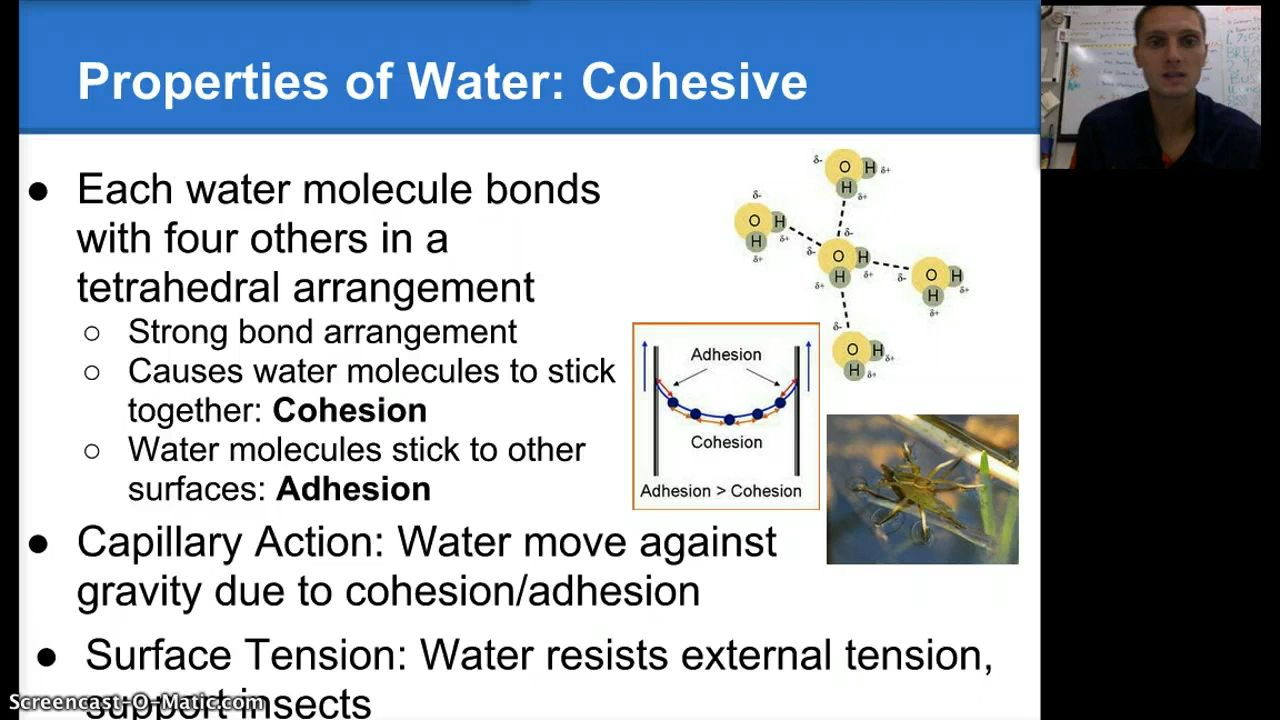 Properties of Water: Cohesive
● Each water molecule bonds
with four others in a
tetrahedral arrangement
○ Strong bond arrangement
○ Causes water molecules to stick
together: Cohesion
○ Water molecules stick to other
surfaces: Adhesion
● Capillary Action: Water move against
gravity due to cohesion/adhesion
● Surface Tension: Water resists external tension,
support insects
δ- O H δ+
H δ+
δ-
O H δ+
H
δ+
δ-
δ- O H δ+
H
δ+
δ- O H δ+
H
δ+
δ-
O H δ+
H δ+
Adhesion
Cohesion
Adhesion > Cohesion
Screencast-O-Matic.com